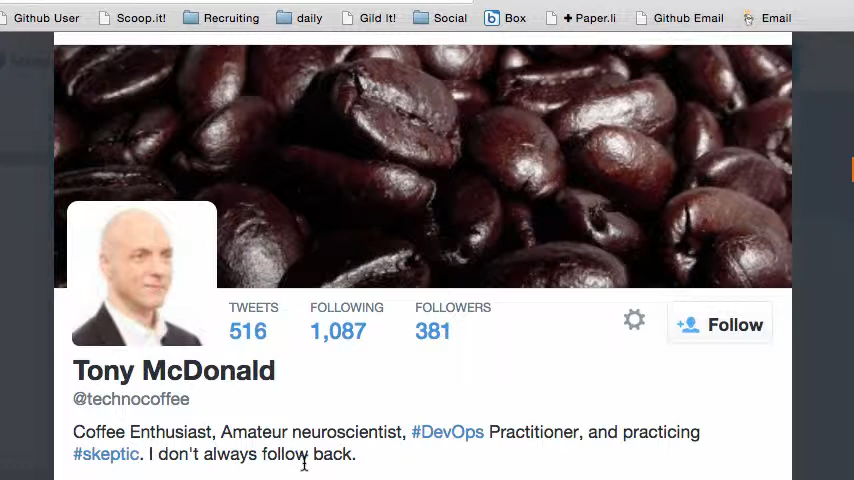 Github User Scoop.it! Recruiting daily Gild It! Social b Box + Paper.li Github Email Email
TWEETS FOLLOWING FOLLOWERS
516 1,087 381
Follow
Tony McDonald
@technocoffee
Coffee Enthusiast, Amateur neuroscientist, #DevOps Practitioner, and practicing
#skeptic. I don't always follow back.